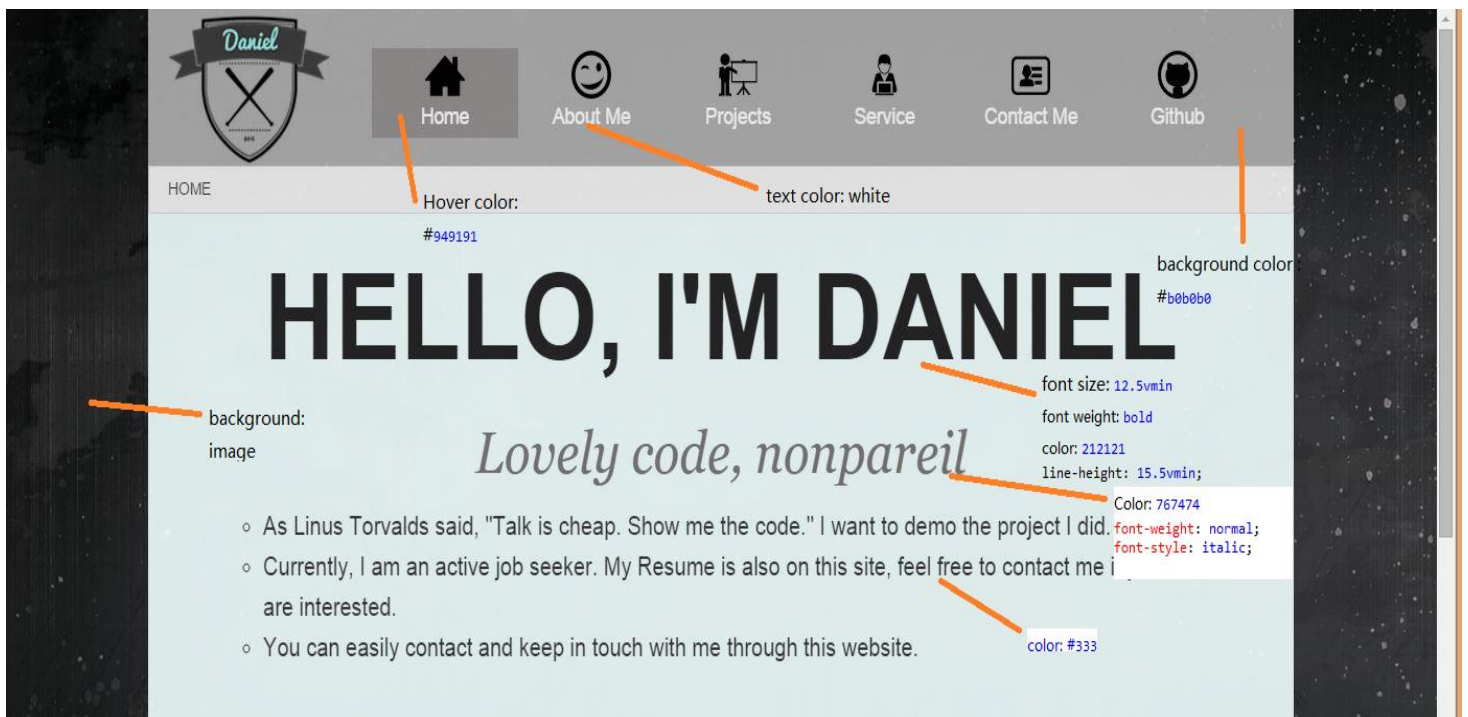 Daniel
Home
About Me
Projects
Service
Contact Me
Github
HOME
Hover color:
#949191
text color: white
background color :
#b0b0b0
HELLO, I'M DANIEL
font size: 12.5vmin
font weight: bold
color: 212121
line-height: 15.5vmin;
background:
image
Lovely code, nonpareil
Color: 767474
font-weight: normal;
font-style: italic;
As Linus Torvalds said, "Talk is cheap. Show me the code." I want to demo the project I did.
Currently, I am an active job seeker. My Resume is also on this site, feel free to contact me
are interested.
You can easily contact and keep in touch with me through this website.
color: #333